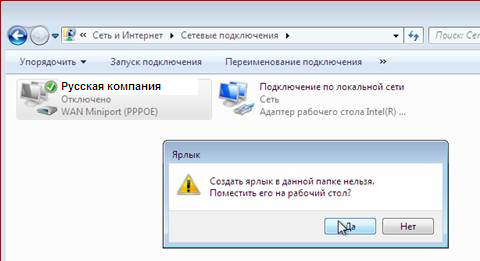 Сеть и Интернет ▸ Сетевые подключения ▸
Поиск: Сет
Упорядочить ▾ Запуск подключения Переименование подключения »
Русская компания
Отключено
WAN Miniport (PPPOE)
Подключение по локальной сети
Сеть
Адаптер рабочего стола Intel(R) ...
Ярлык
Создать ярлык в данной папке нельзя.
Поместить его на рабочий стол?
Да
Нет